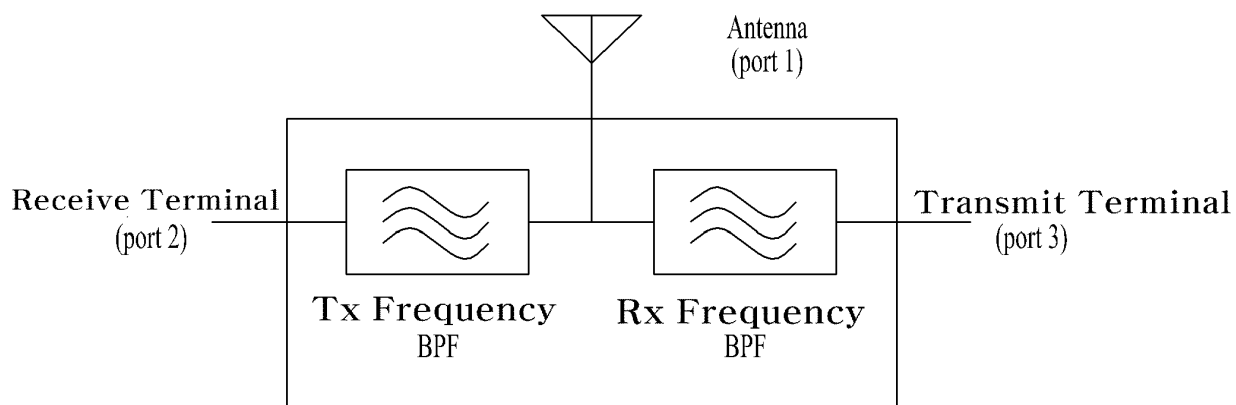 Antenna
(port 1)
Receive Terminal
(port 2)
Transmit Terminal
(port 3)
Tx Frequency
BPF
Rx Frequency
BPF